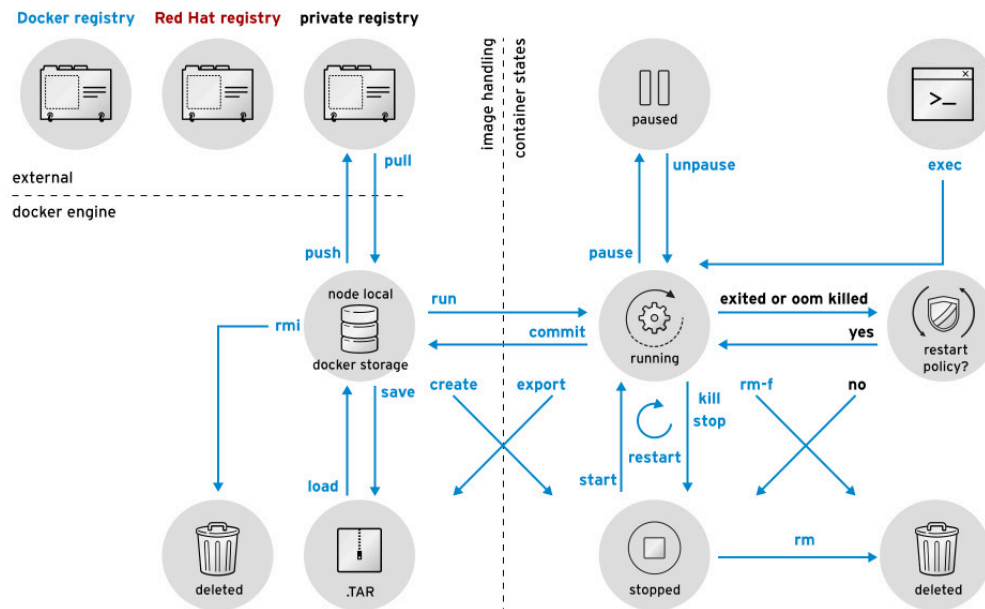 Docker registry
Red Hat registry
private registry
image handling
container states
paused
>_
x
pull
unpause
exec
external
docker engine
push
pause
node local
docker storage
rmi
run
commit
running
exited or oom killed
yes
restart
policy?
create
export
save
kill
stop
rm-f
no
restart
load
start
deleted
.TAR
stopped
rm
deleted